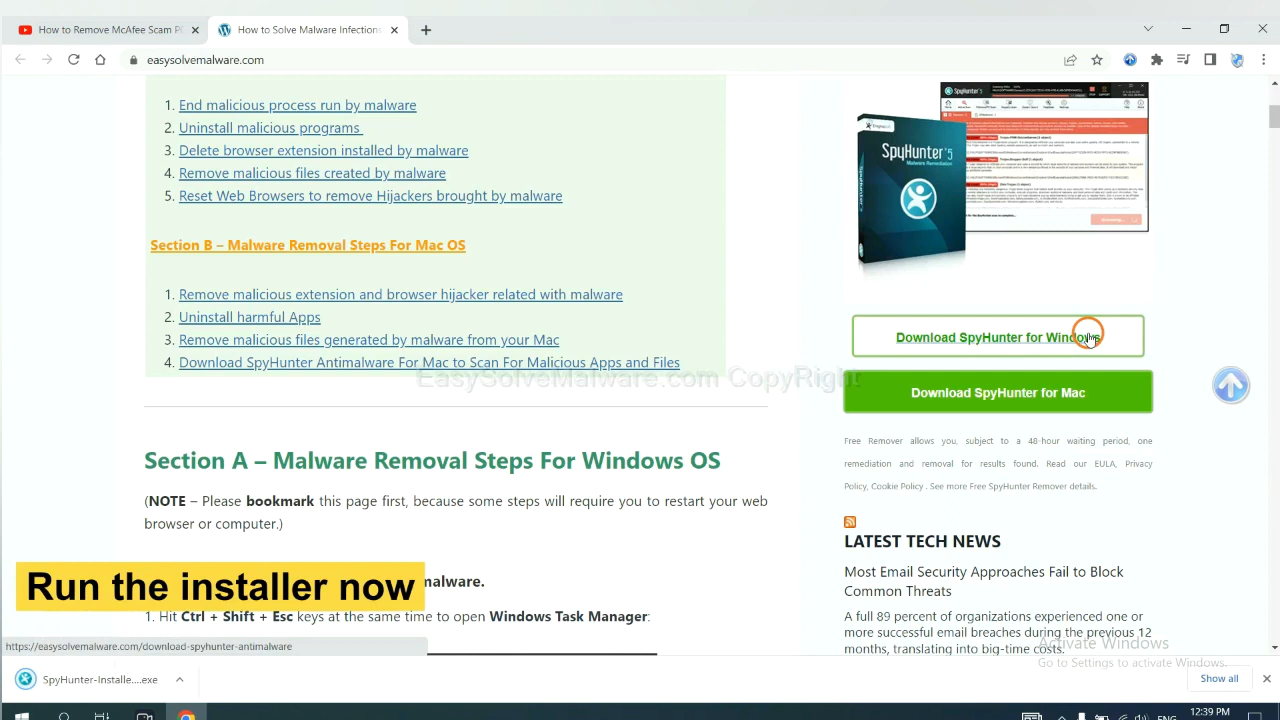 How to Remove McAfee Scam P
How to Solve Malware Infections
easysolvemalware.com
1. End malicious process run by malware
2. Uninstall malicious programs
3. Delete browser installed by malware
4. Remove malicious files created by malware
5. Reset Web Brought by malware
Section B – Malware Removal Steps For Mac OS
1. Remove malicious extension and browser hijacker related with malware
2. Uninstall harmful Apps
3. Remove malicious files generated by malware from your Mac
4. Download SpyHunter Antimalware For Mac to Scan For Malicious Apps and Files
EasySolveMalware.com CopyRight
Section A – Malware Removal Steps For Windows OS
(NOTE – Please bookmark this page first, because some steps will require you to restart your web
browser or computer.)
Run the installer now
malware.
1. Hit Ctrl + Shift + Esc keys at the same time to open Windows Task Manager:
SpyHunter 5
Malware Remediation
Download SpyHunter for Windows
Download SpyHunter for Mac
Free Remover allows you, subject to a 48-hour waiting period, one
remediation and removal for results found. Read our EULA, Privacy
Policy, Cookie Policy . See more Free SpyHunter Remover details.
LATEST TECH NEWS
Most Email Security Approaches Fail to Block
Common Threats
A full 89 percent of organizations experienced one or
more successful email breaches during the previous 12
months, translating into big-time costs.
Activate Windows
Go to Settings to activate Windows.
https://easysolvemalware.com/download-spyhunter-antimalware
SpyHunter-Installe....exe
Show all
ENG
12:39 PM